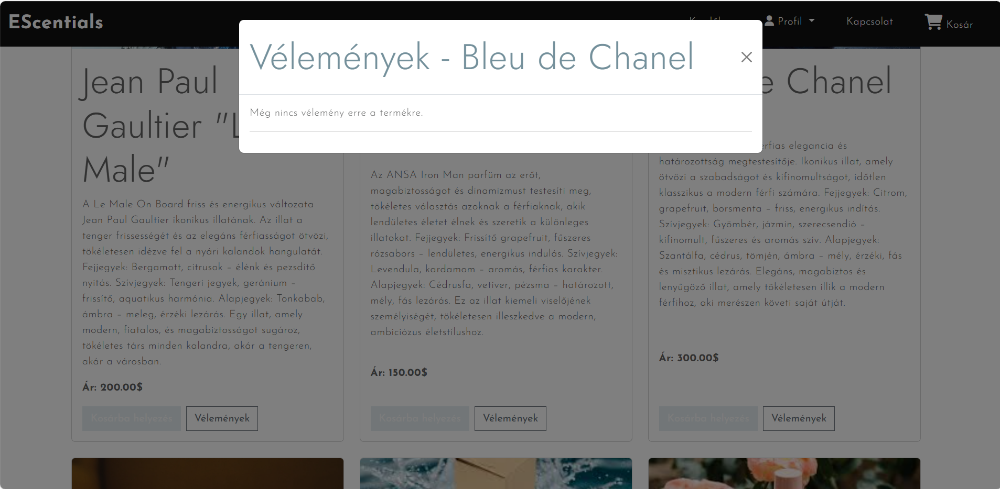 EScentials
Profil
Kapcsolat
Kosár
Vélemények - Bleu de Chanel
Még nincs vélemény erre a termékre.
Jean Paul
Gaultier "L
Male"
A Le Male On Board friss és energikus változata
Jean Paul Gaultier ikonikus illatának. Az illat a
tenger frissességét és az elegáns férfiasságot ötvözi,
tökéletesen idézve fel a nyári kalandok hangulatát.
Fejjegyek: Bergamott, citrusok – élénk és pezsdítő
nyitás. Szívjegyek: Tengeri jegyek, geránium –
frissítő, aquatikus harmónia. Alapjegyek: Tonkabab,
ámbra – meleg, érzéki lezárás. Egy illat, amely
modern, fiatalos, és magabiztosságot sugároz,
tökéletes társ minden kalandra, akár a tengeren,
akár a városban.
Ár: 200.00$
Kosárba helyezés
Vélemények
Az ANSA Iron Man parfüm az erőt,
magabiztosságot és dinamizmust testesíti meg,
tökéletes választás azoknak a férfiaknak, akik
lendületes életet élnek és szeretik a különleges
illatokat. Fejjegyek: Frissítő grapefruit, fűszeres
rózsabors – lendületes, energikus indulás. Szívjegyek:
Levendula, kardamom – aromás, férfias karakter.
Alapjegyek: Cédrusfa, vetiver, pézsma – határozott,
mély, fás lezárás. Ez az illat kiemeli viselőjének
személyiségét, tökéletesen illeszkedve a modern,
ambiciózus életstílushoz.
Ár: 150.00$
Kosárba helyezés
Vélemények
e Chanel
erfias elegancia és
határozottság megtestesítője. Ikonikus illat, amely
ötvözi a szabadságot és kifinomultságot, időtlen
klasszikus a modern férfi számára. Fejjegyek: Citrom,
grapefruit, borsmenta – friss, energikus indítás.
Szívjegyek: Gyömbér, jázmin, szerecsendió –
kifinomult, fűszeres és aromás szív. Alapjegyek:
Szantálfa, cédrus, tömjén, ámbra – mély, érzéki, fás
és misztikus lezárás. Elegáns, magabiztos és
lenyűgöző illat, amely tökéletesen illik a modern
férfihoz, aki merészen követi saját útját.
Ár: 300.00$
Kosárba helyezés
Vélemények